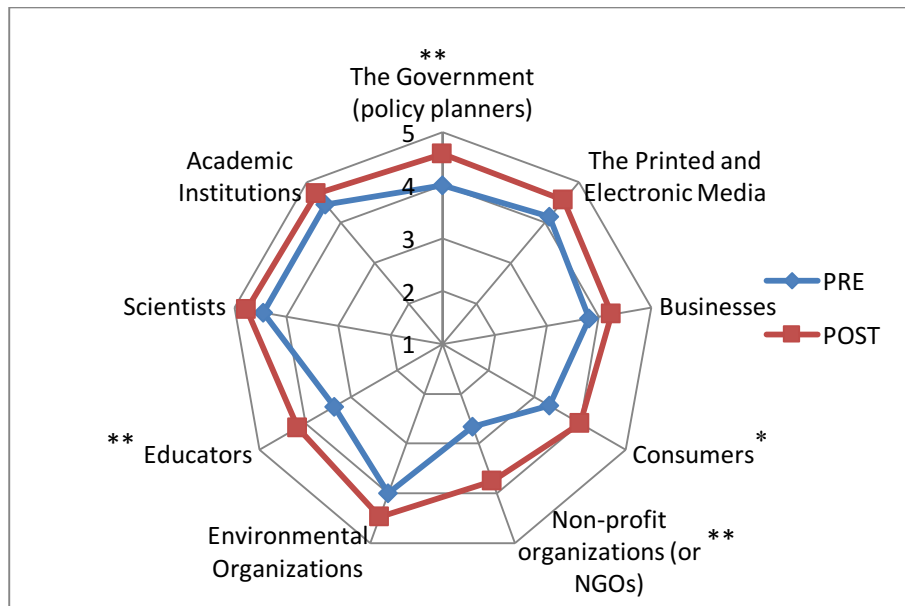 **
The Government
(policy planners)
5
4
3
2
1
The Printed and
Electronic Media
Businesses
Consumers*
Non-profit
organizations (or **
NGOs)
Environmental
Organizations
** Educators
Scientists
Academic
Institutions
PRE
POST